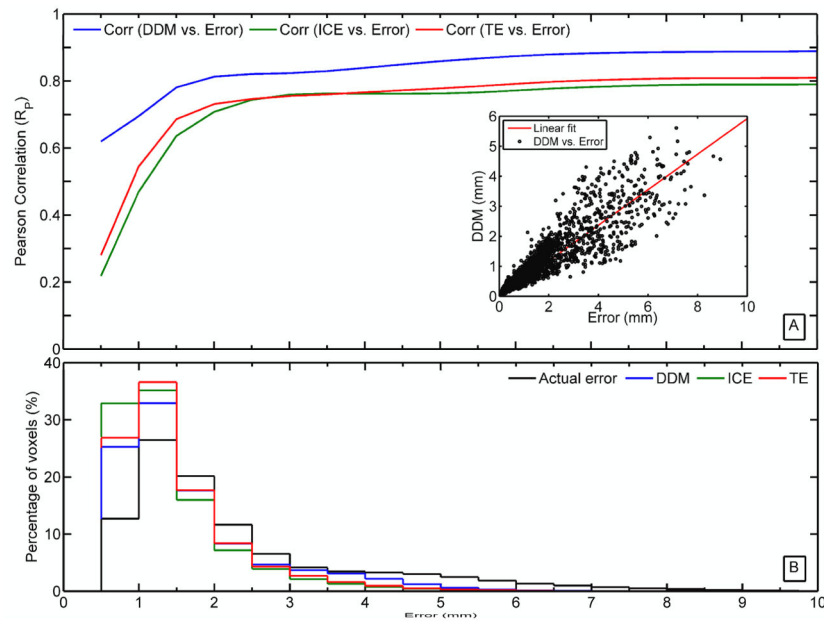 Corr (DDM vs. Error) Corr (ICE vs. Error) Corr (TE vs. Error)
Pearson Correlation (RP)
1
0.8
0.6
0.4
0.2
0
Linear fit
DDM vs. Error
DDM (mm)
6
5
4
3
2
1
0
0 2 4 6 8 10
Error (mm)
A
Actual error DDM ICE TE
Percentage of voxels (%)
40
30
20
10
0
B
0 1 2 3 4 5 6 7 8 9 10
Error (mm)